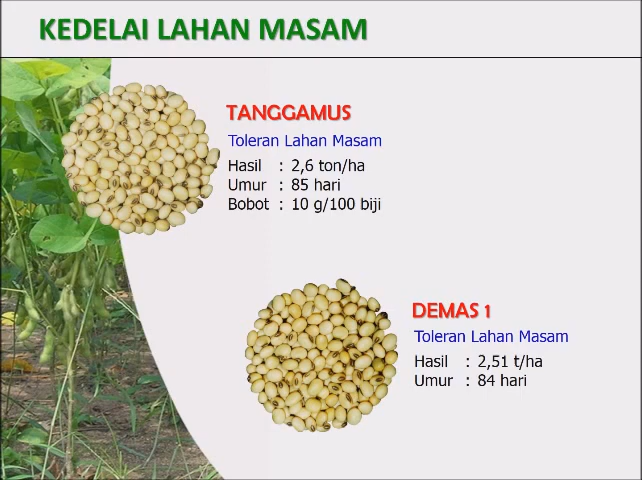 KEDELAI LAHAN MASAM
TANGGAMUS
Toleran Lahan Masam
Hasil : 2,6 ton/ha
Umur : 85 hari
Bobot : 10 g/100 biji
DEMAS 1
Toleran Lahan Masam
Hasil : 2,51 t/ha
Umur : 84 hari